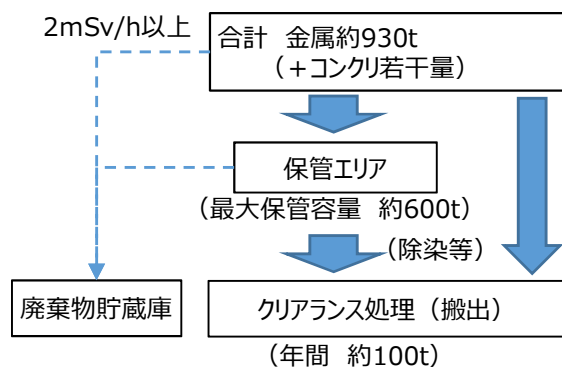 2mSv/h以上
合計 金属約930t
(+コンクリ若干量)
保管エリア
(最大保管容量 約600t)
(除染等)
廃棄物貯蔵庫
クリアランス処理(搬出)
(年間 約100t)